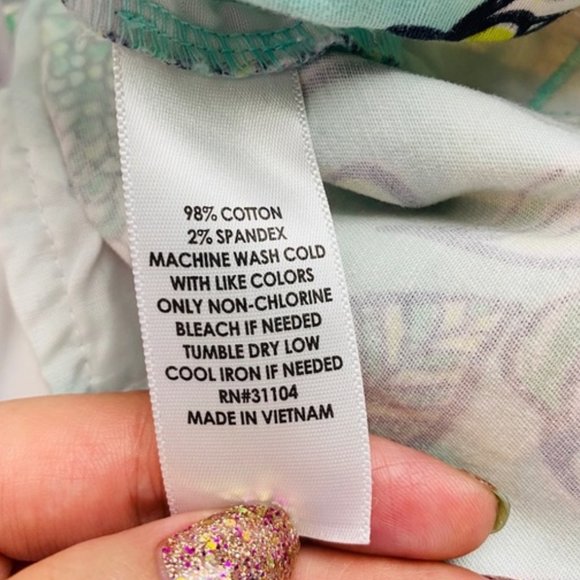 98% COTTON
2% SPANDEX
MACHINE WASH COLD
WITH LIKE COLORS
ONLY NON-CHLORINE
BLEACH IF NEEDED
TUMBLE DRY LOW
COOL IRON IF NEEDED
RN#31104
MADE IN VIETNAM